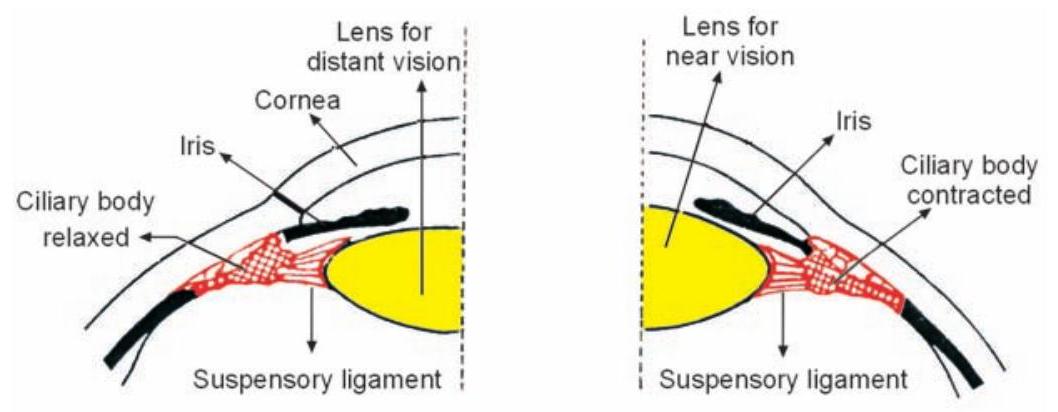 Lens for
distant vision
Cornea
Iris
Ciliary body
relaxed
Suspensory ligament
Lens for
near vision
Iris
Ciliary body
contracted
Suspensory ligament